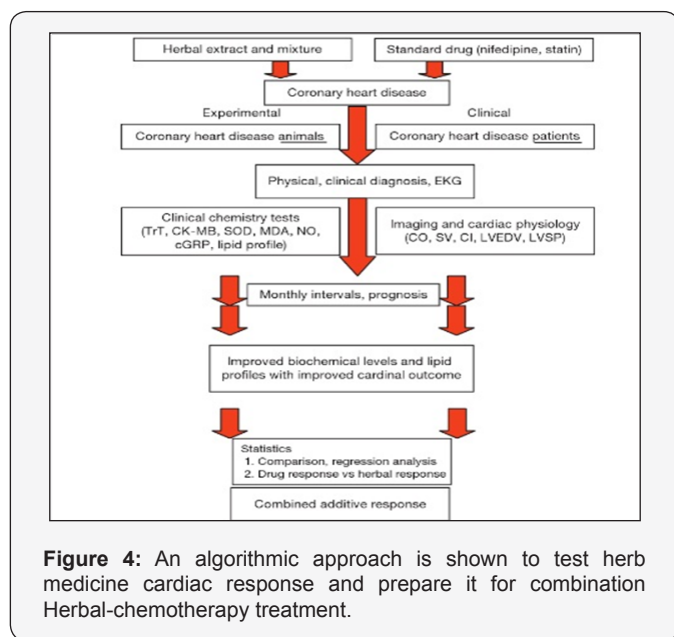 Herbal extract and mixture
Standard drug (nifedipine, statin)
Coronary heart disease
Experimental
Clinical
Coronary heart disease animals
Coronary heart disease patients
Physical, clinical diagnosis, EKG
Clinical chemistry tests
(TrT, CK-MB, SOD, MDA, NO,
cGRP, lipid profile)
Imaging and cardiac physiology
(CO, SV, CI, LVEDV, LVSP)
Monthly intervals, prognosis
Improved biochemical levels and lipid
profiles with improved cardinal outcome
Statistics
1. Comparison, regression analysis
2. Drug response vs herbal response
Combined additive response
Figure 4: An algorithmic approach is shown to test herb
medicine cardiac response and prepare it for combination
Herbal-chemotherapy treatment.